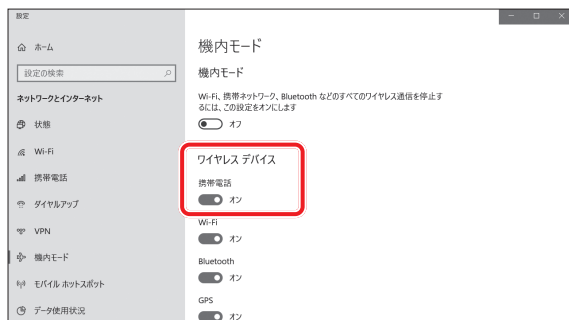 設定
ホーム
設定の検索
ネットワークとインターネット
状態
Wi-Fi
携帯電話
ダイヤルアップ
VPN
機内モード
モバイル ホットスポット
データ使用状況
機内モード
機内モード
Wi-Fi、携帯ネットワーク、Bluetooth などのすべてのワイヤレス通信を停止す
るには、この設定をオンにします
オフ
ワイヤレス デバイス
携帯電話
オン
Wi-Fi
オン
Bluetooth
オン
GPS
オン